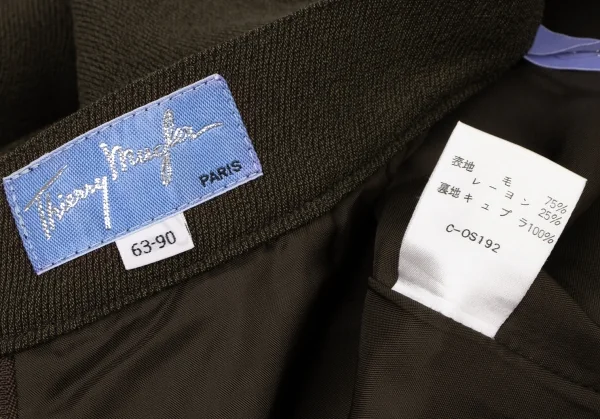 Thierry Mugler
PARIS
63-90
表地 毛 75%
レーヨン 25%
裏地 キュプラ 100%
C-OS192